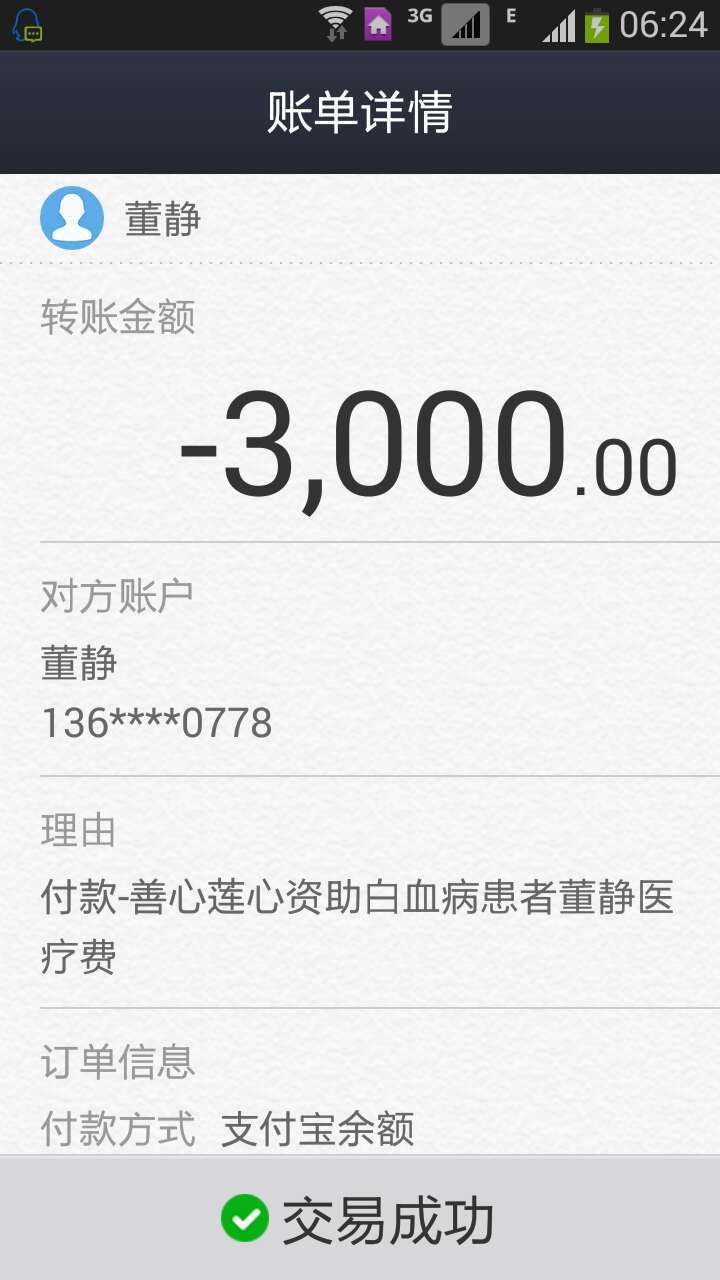 3G E 06:24
账单详情
董静
转账金额
-3,000.00
对方账户
董静
136****0778
理由
付款-善心莲心资助白血病患者董静医
疗费
订单信息
付款方式 支付宝余额
交易成功